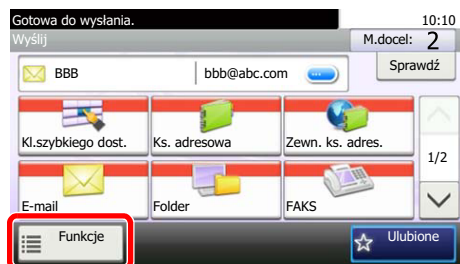 Gotowa do wysłania. 10:10
Wyślij M.docel: 2
BBB bbb@abc.com Sprawdź
Kl.szybkiego dost. Ks. adresowa Zewn. ks. adres.
1/2
E-mail Folder FAKS
Funkcje Ulubione